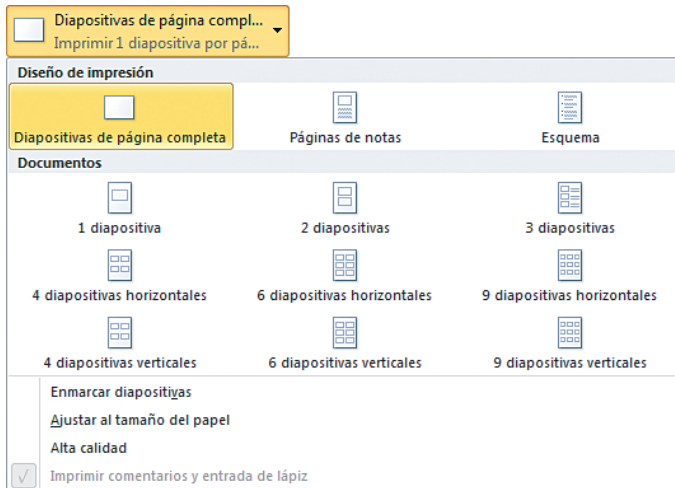 Diapositivas de página compl...
Imprimir 1 diapositiva por pá...
Diseño de impresión
Diapositivas de página completa Páginas de notas Esquema
Documentos
1 diapositiva 2 diapositivas 3 diapositivas
4 diapositivas horizontales 6 diapositivas horizontales 9 diapositivas horizontales
4 diapositivas verticales 6 diapositivas verticales 9 diapositivas verticales
Enmarcar diapositivas
Ajustar al tamaño del papel
Alta calidad
Imprimir comentarios y entrada de lápiz